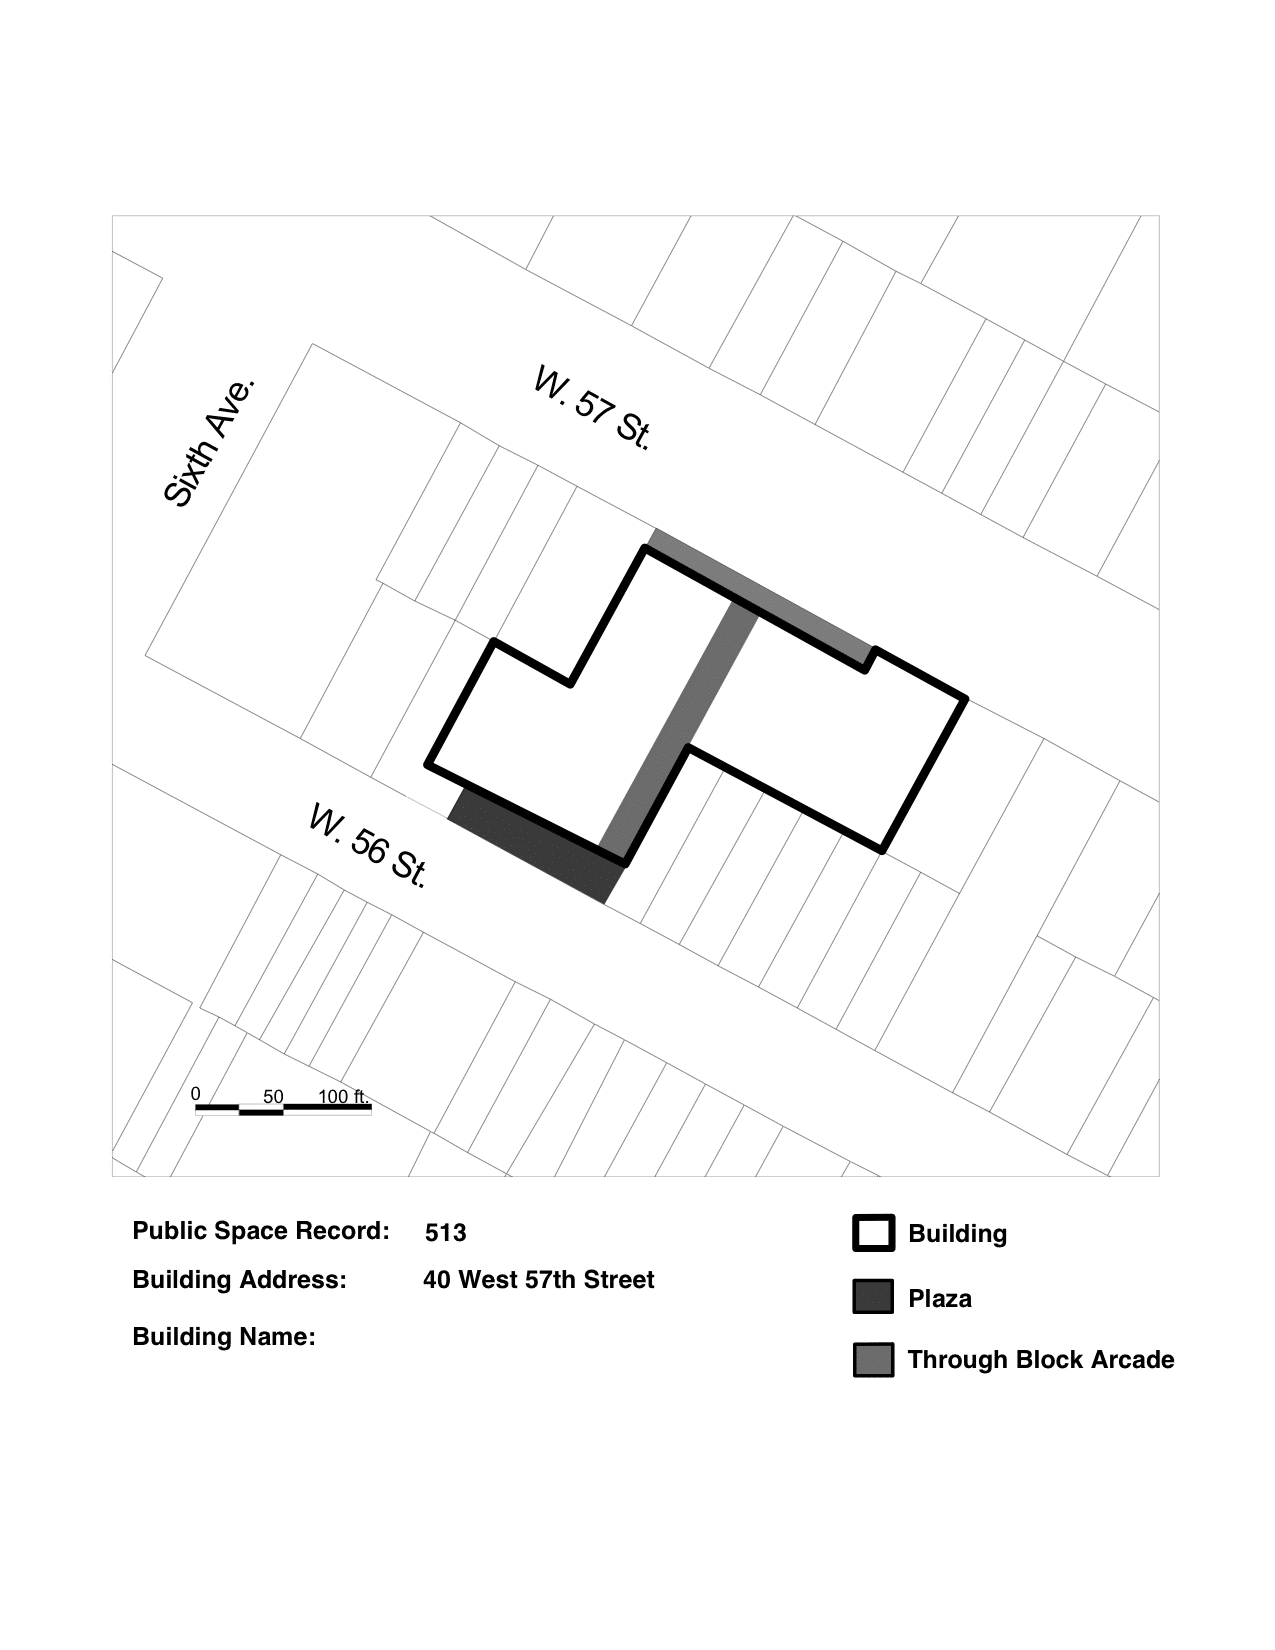 W. 57 St.
Sixth Ave.
W. 56 St.
0 50 100 ft.
Public Space Record: 513
Building Address: 40 West 57th Street
Building Name:
Building
Plaza
Through Block Arcade